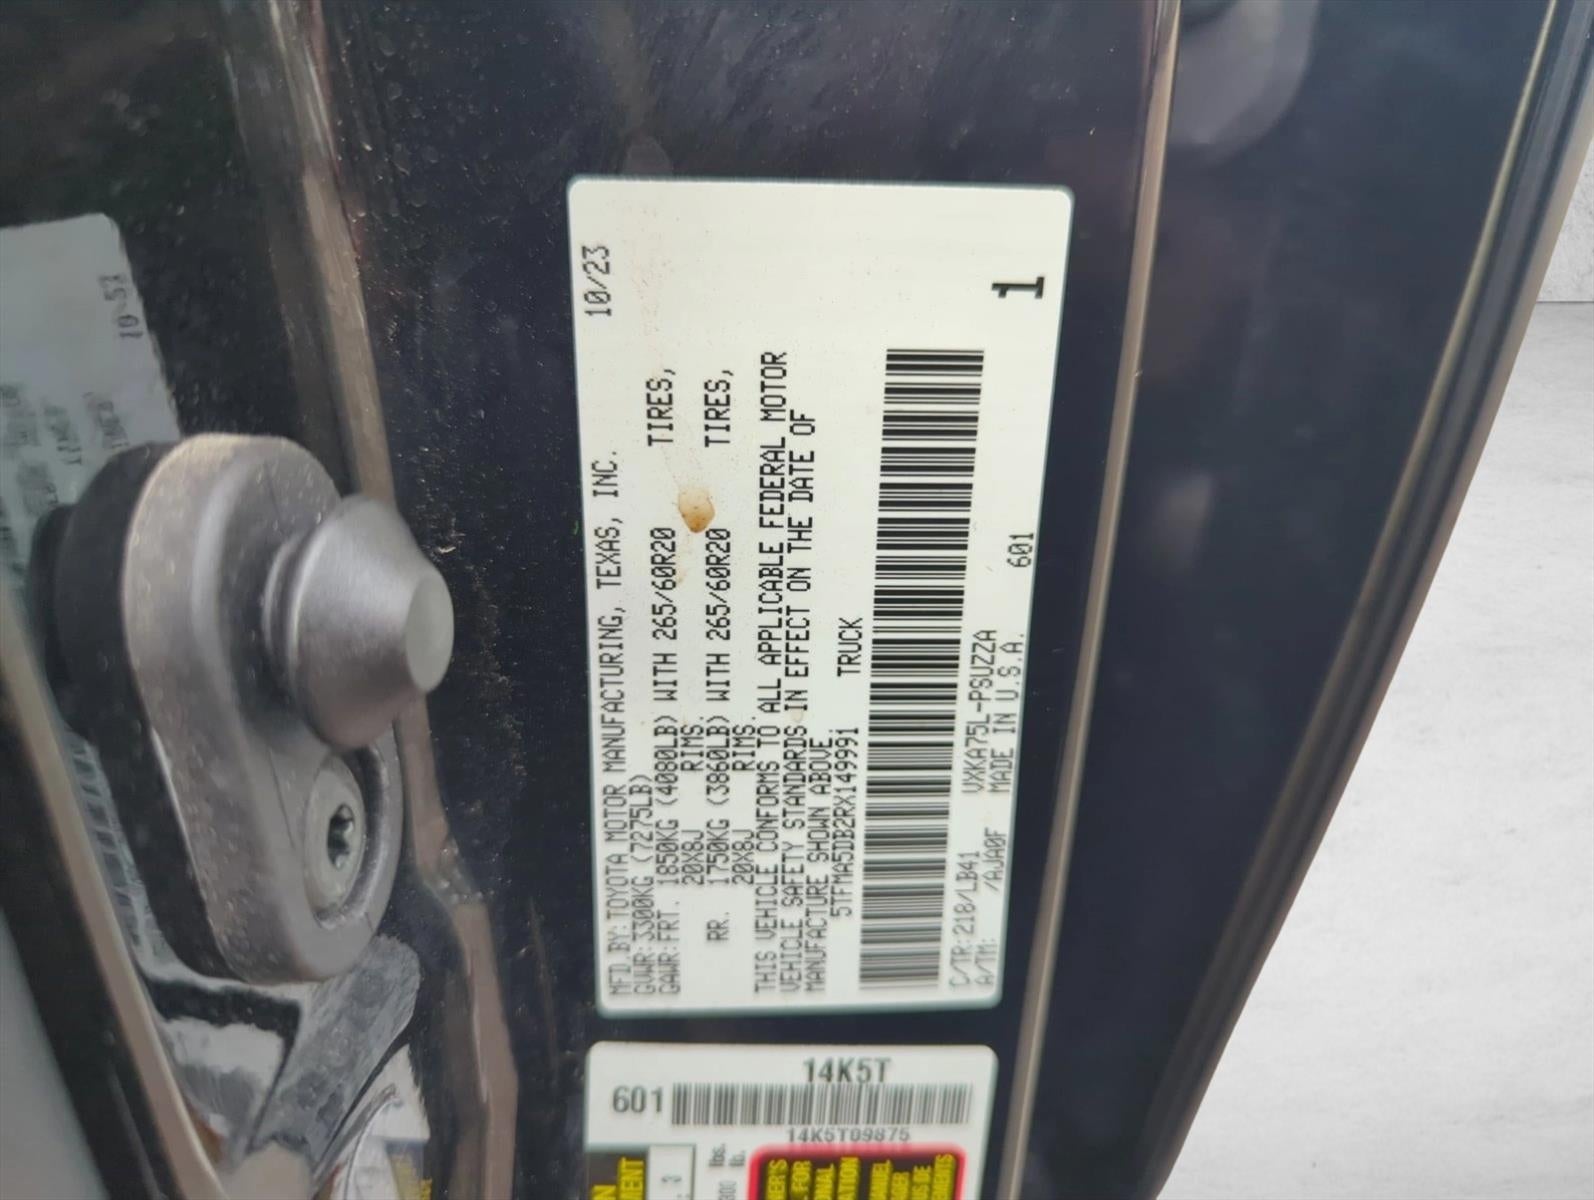 MFD.BY:TOYOTA MOTOR MANUFACTURING, TEXAS, INC. 10/23
GVWR:3300KG (7275LB)
GAWR:FRT. 1850KG (4080LB) WITH 265/60R20 TIRES,
20X8J RIMS.
RR. 1750KG (3860LB) WITH 265/60R20 TIRES,
20X8J RIMS.
THIS VEHICLE CONFORMS TO ALL APPLICABLE FEDERAL MOTOR
VEHICLE SAFETY STANDARDS IN EFFECT ON THE DATE OF
MANUFACTURE SHOWN ABOVE.
5TFMA5DB2RX149991 TRUCK
1
C/TR:218/LB41 VXKA75L-PSUZZA 601
A/TM: /AJA0F MADE IN U.S.A.
14K5T
601
14K5T09875
lbs.
lb.